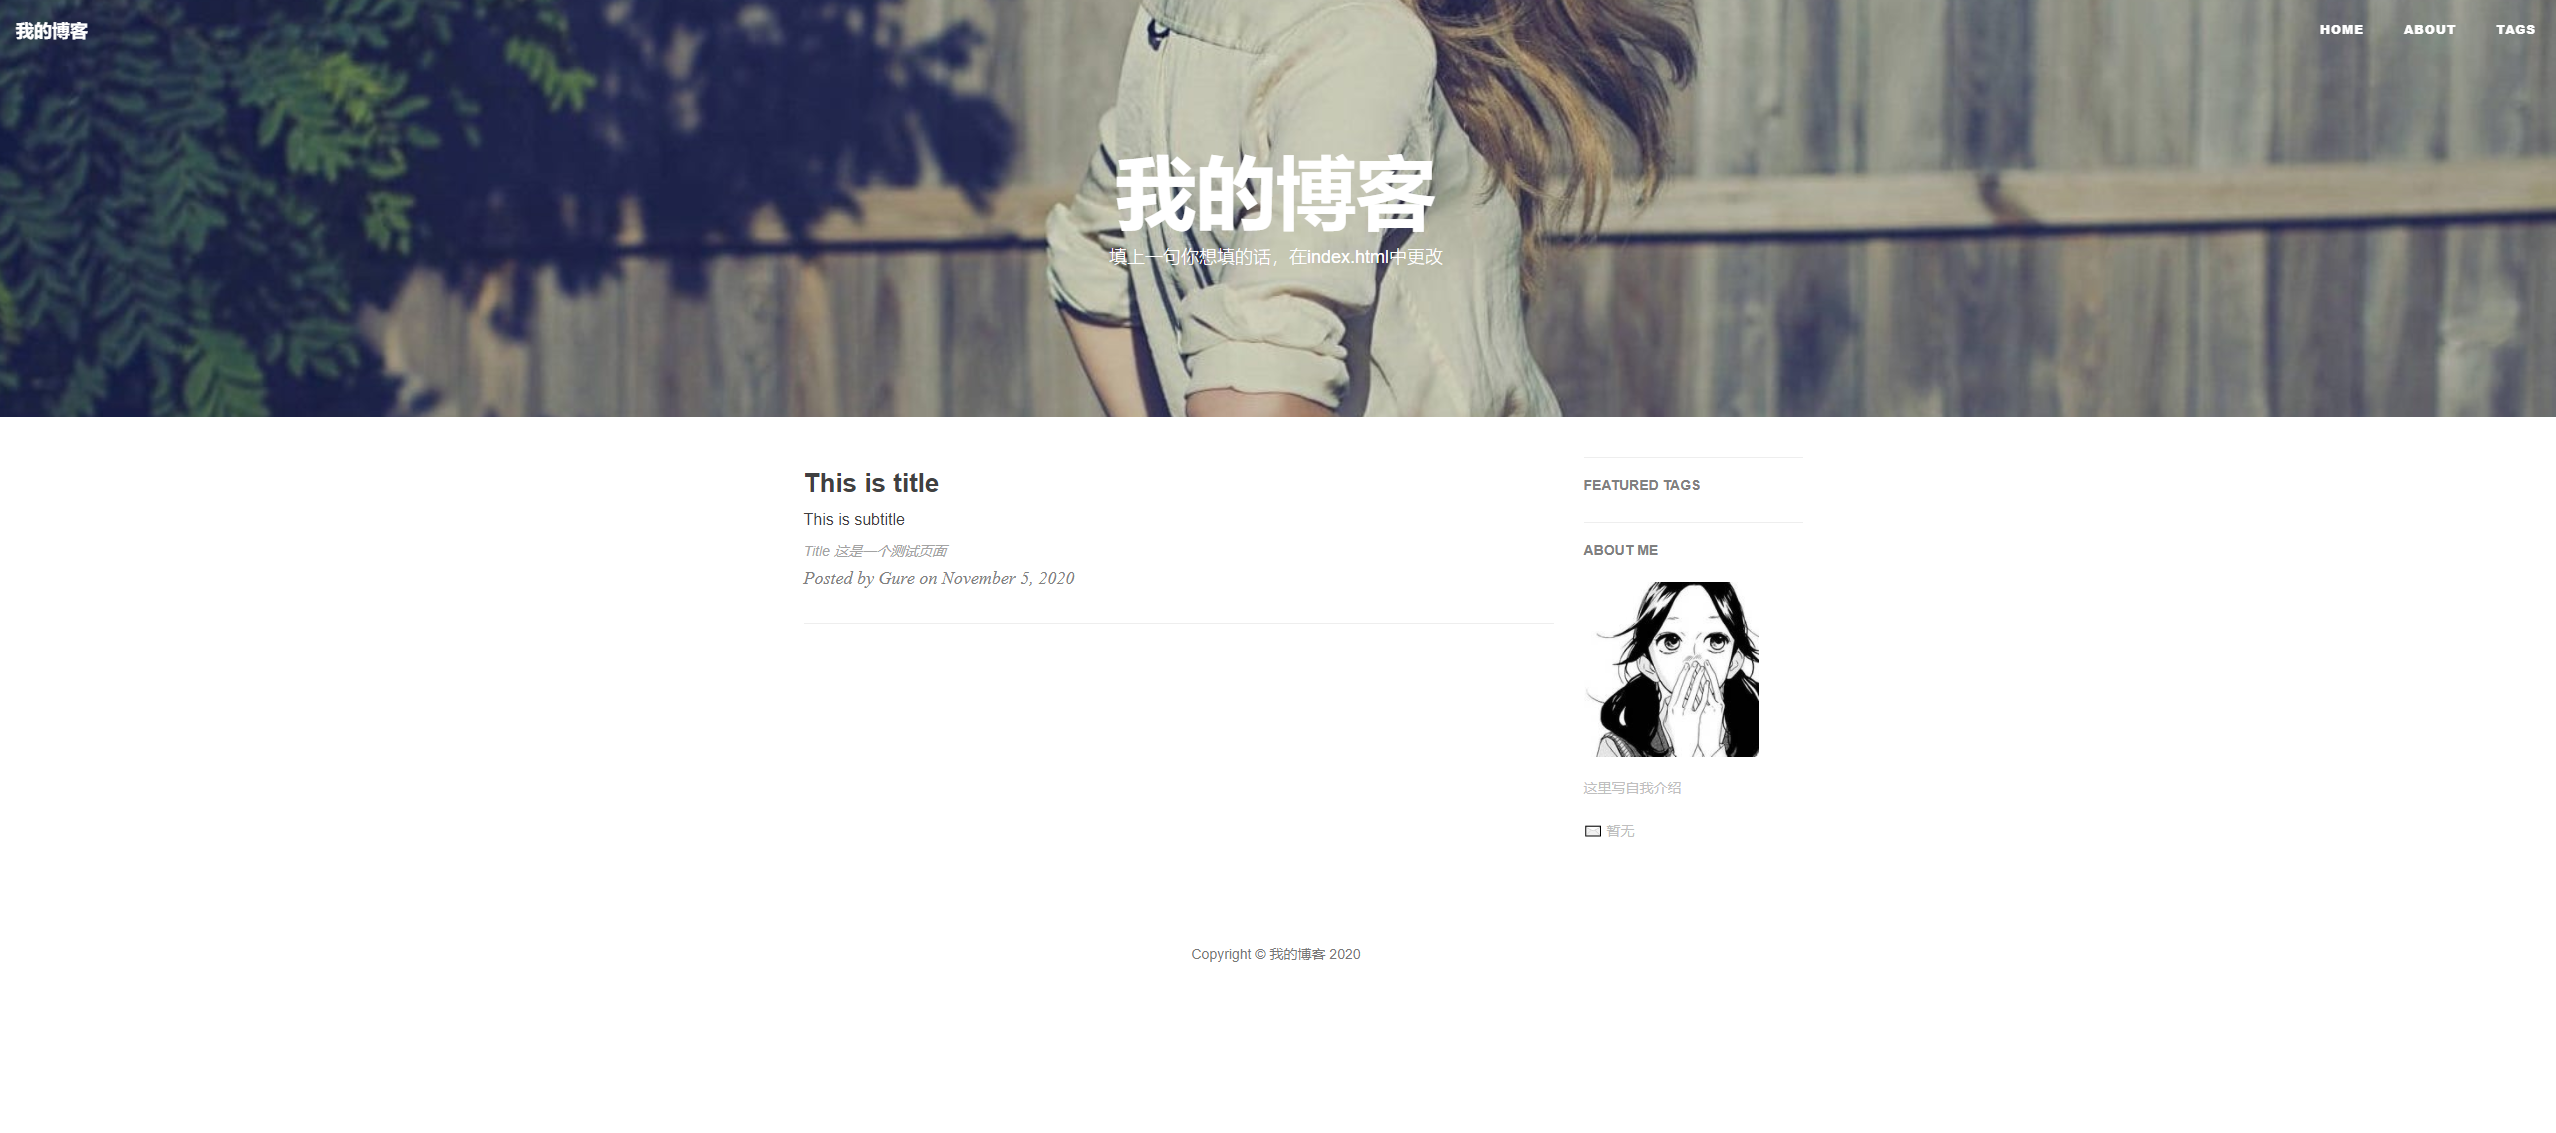 我的博客
HOME ABOUT TAGS
我的博客
填上一句你想填的话，在index.html中更改
This is title
This is subtitle
Title 这是一个测试页面
Posted by Gure on November 5, 2020
FEATURED TAGS
ABOUT ME
这里写自我介绍
暂无
Copyright © 我的博客 2020